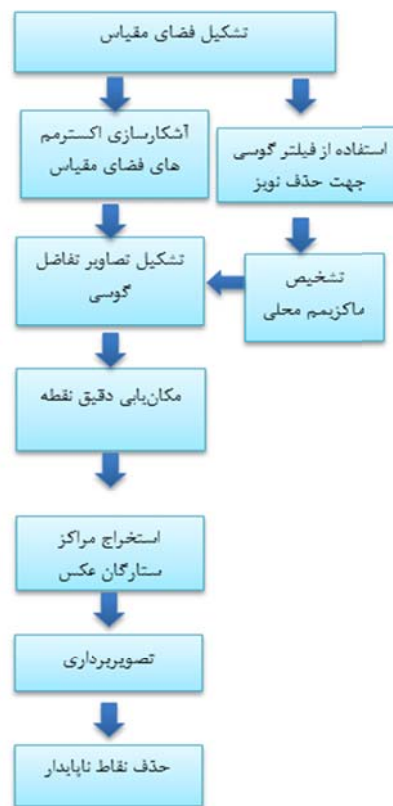 تشکیل فضای مقیاس
آشکارسازی اکسترمم
های فضای مقیاس
استفاده از فیلتر گوسی
جهت حذف نویز
تشکیل تصاویر تفاضل
گوسی
تشخیص
ماکزیمم محلی
مکان‌یابی دقیق نقطه
استخراج مراکز
ستارگان عکس
تصویربرداری
حذف نقاط ناپایدار